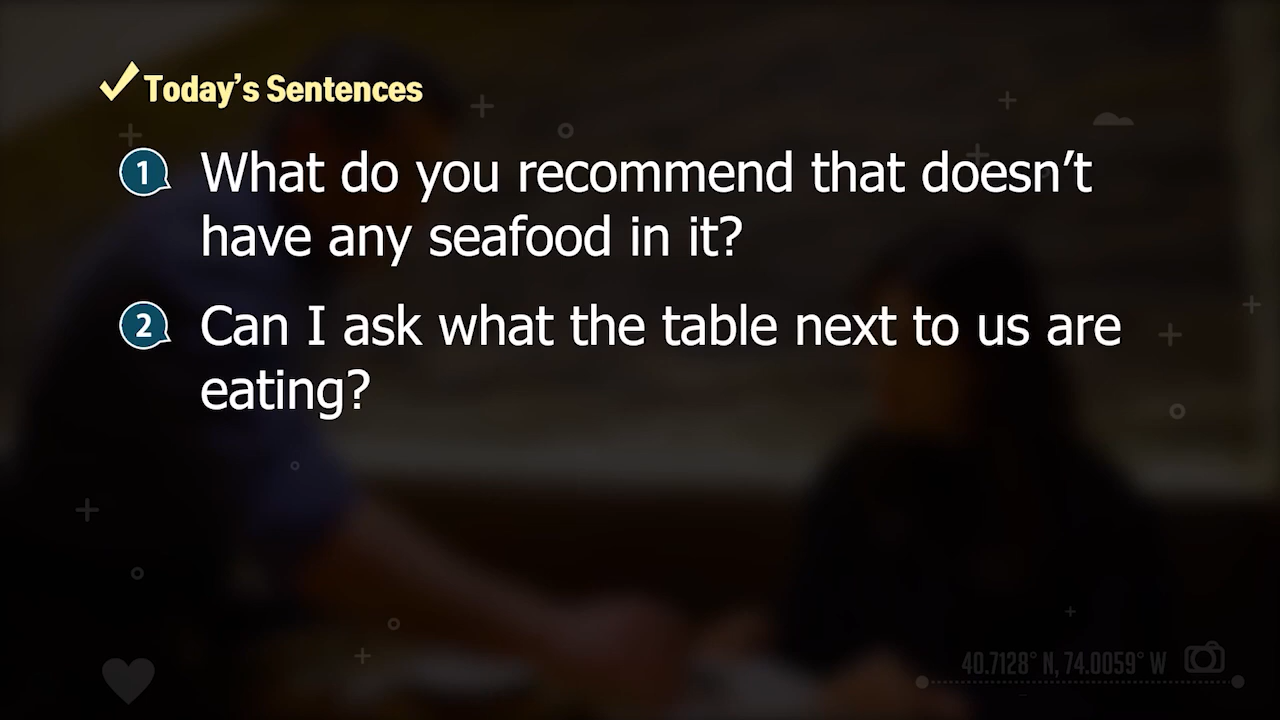 Today's Sentences
1 What do you recommend that doesn't
have any seafood in it?
2 Can I ask what the table next to us are
eating?
40.7128° N, 74.0059° W